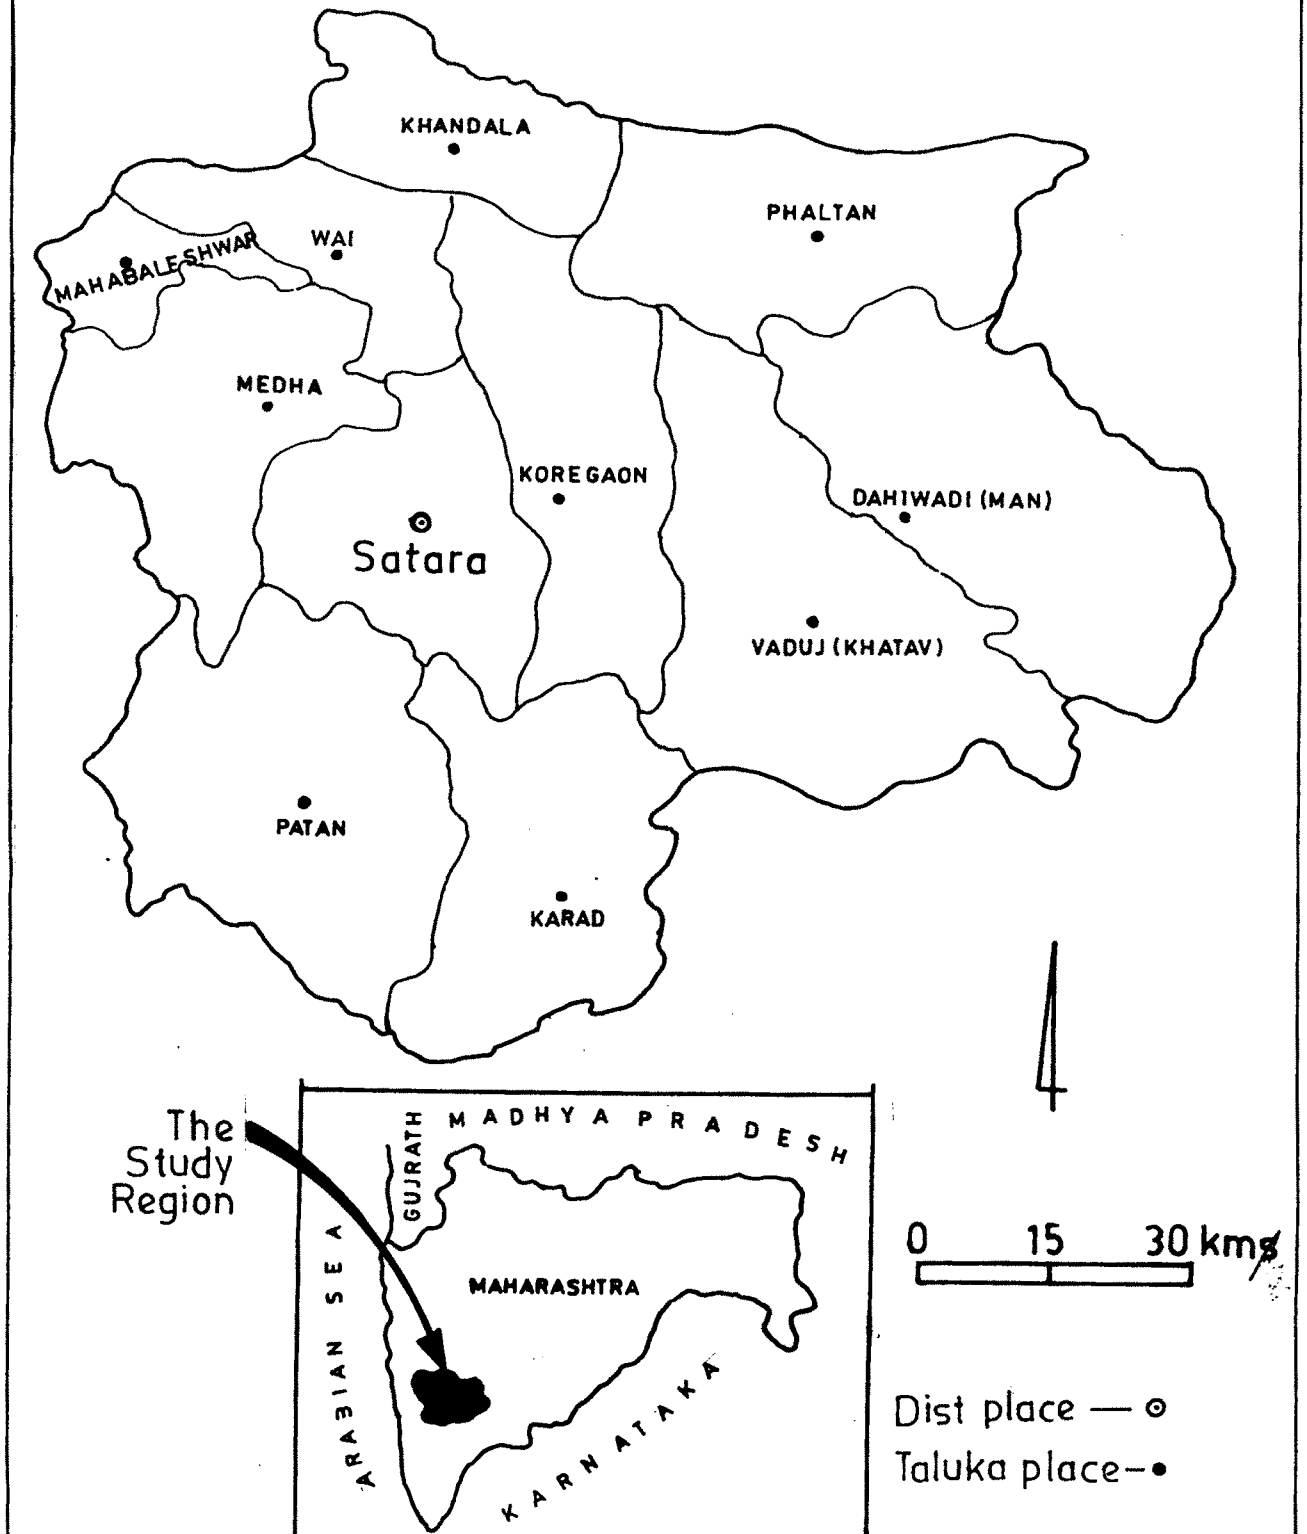 KHANDALA
PHALTAN
WAI
MAHABALESHWAR
MEDHA
KOREGAON
DAHIWADI (MAN)
Satara
VADUJ (KHATAV)
PATAN
KARAD
The
Study
Region
GUJRATH
MADHYA PRADESH
ARABIAN SEA
MAHARASHTRA
KARNATAKA
0 15 30 kms
Dist place —
Taluka place –